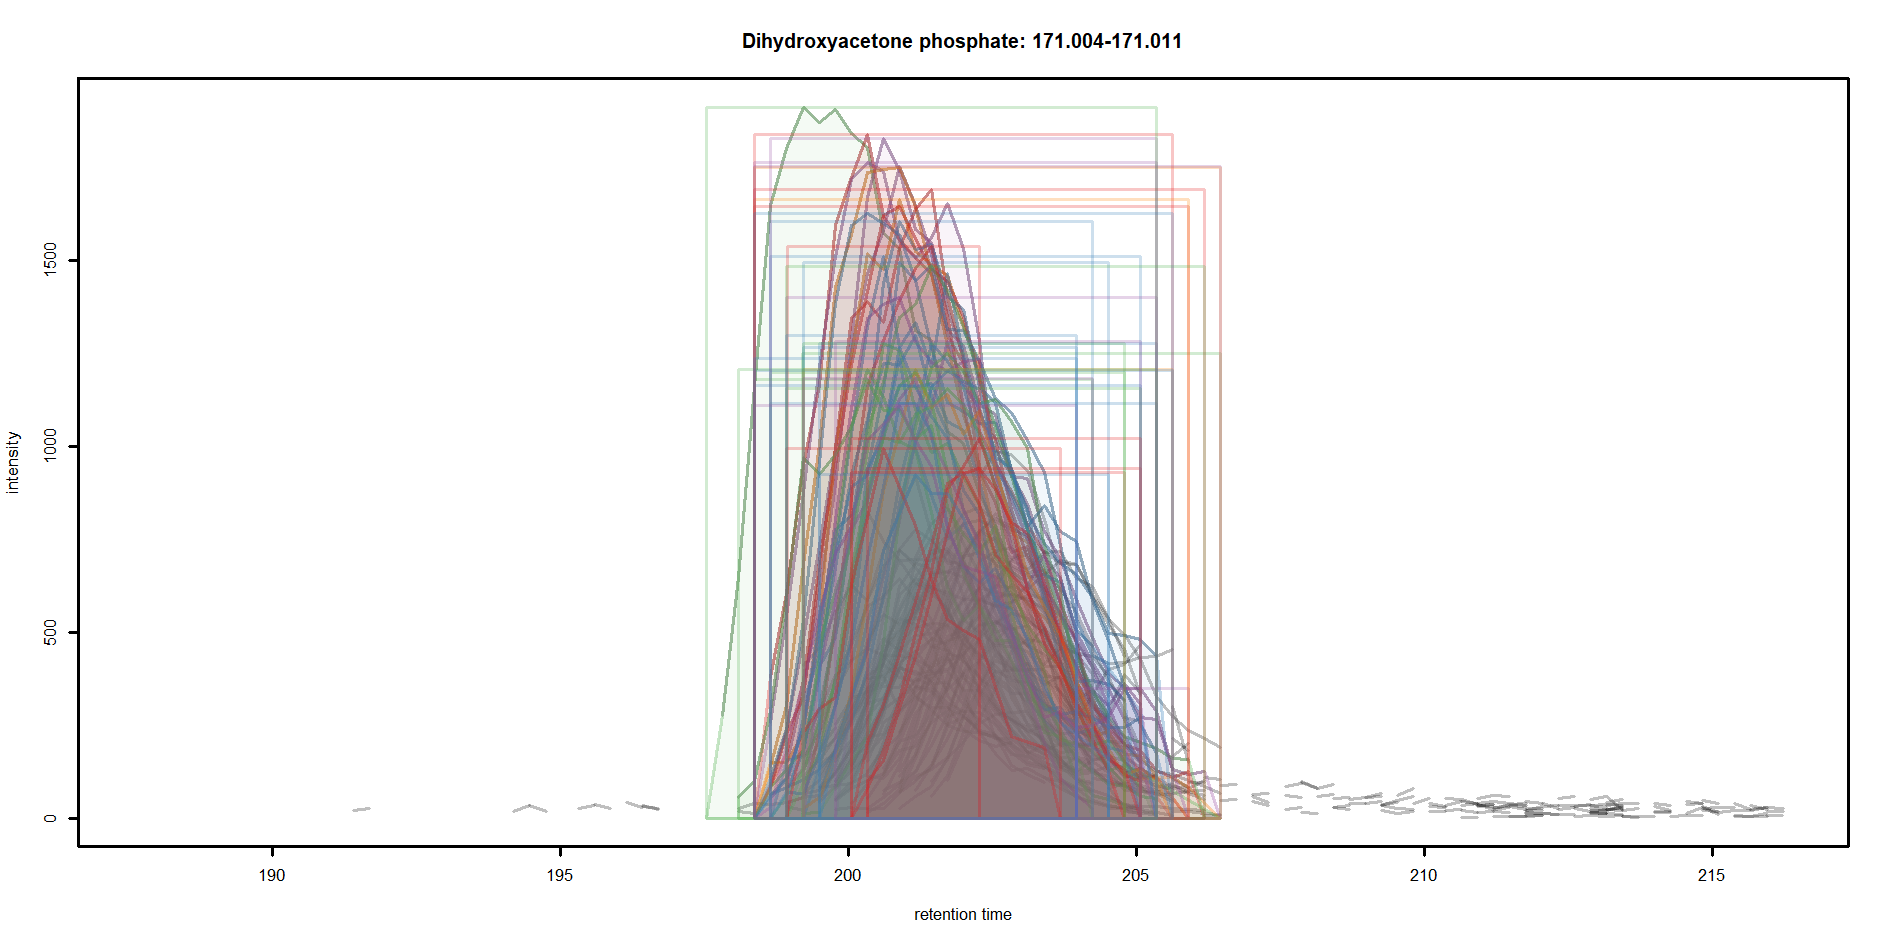 Dihydroxyacetone phosphate: 171.004-171.011
intensity
1500
1000
500
0
190 195 200 205 210 215
retention time